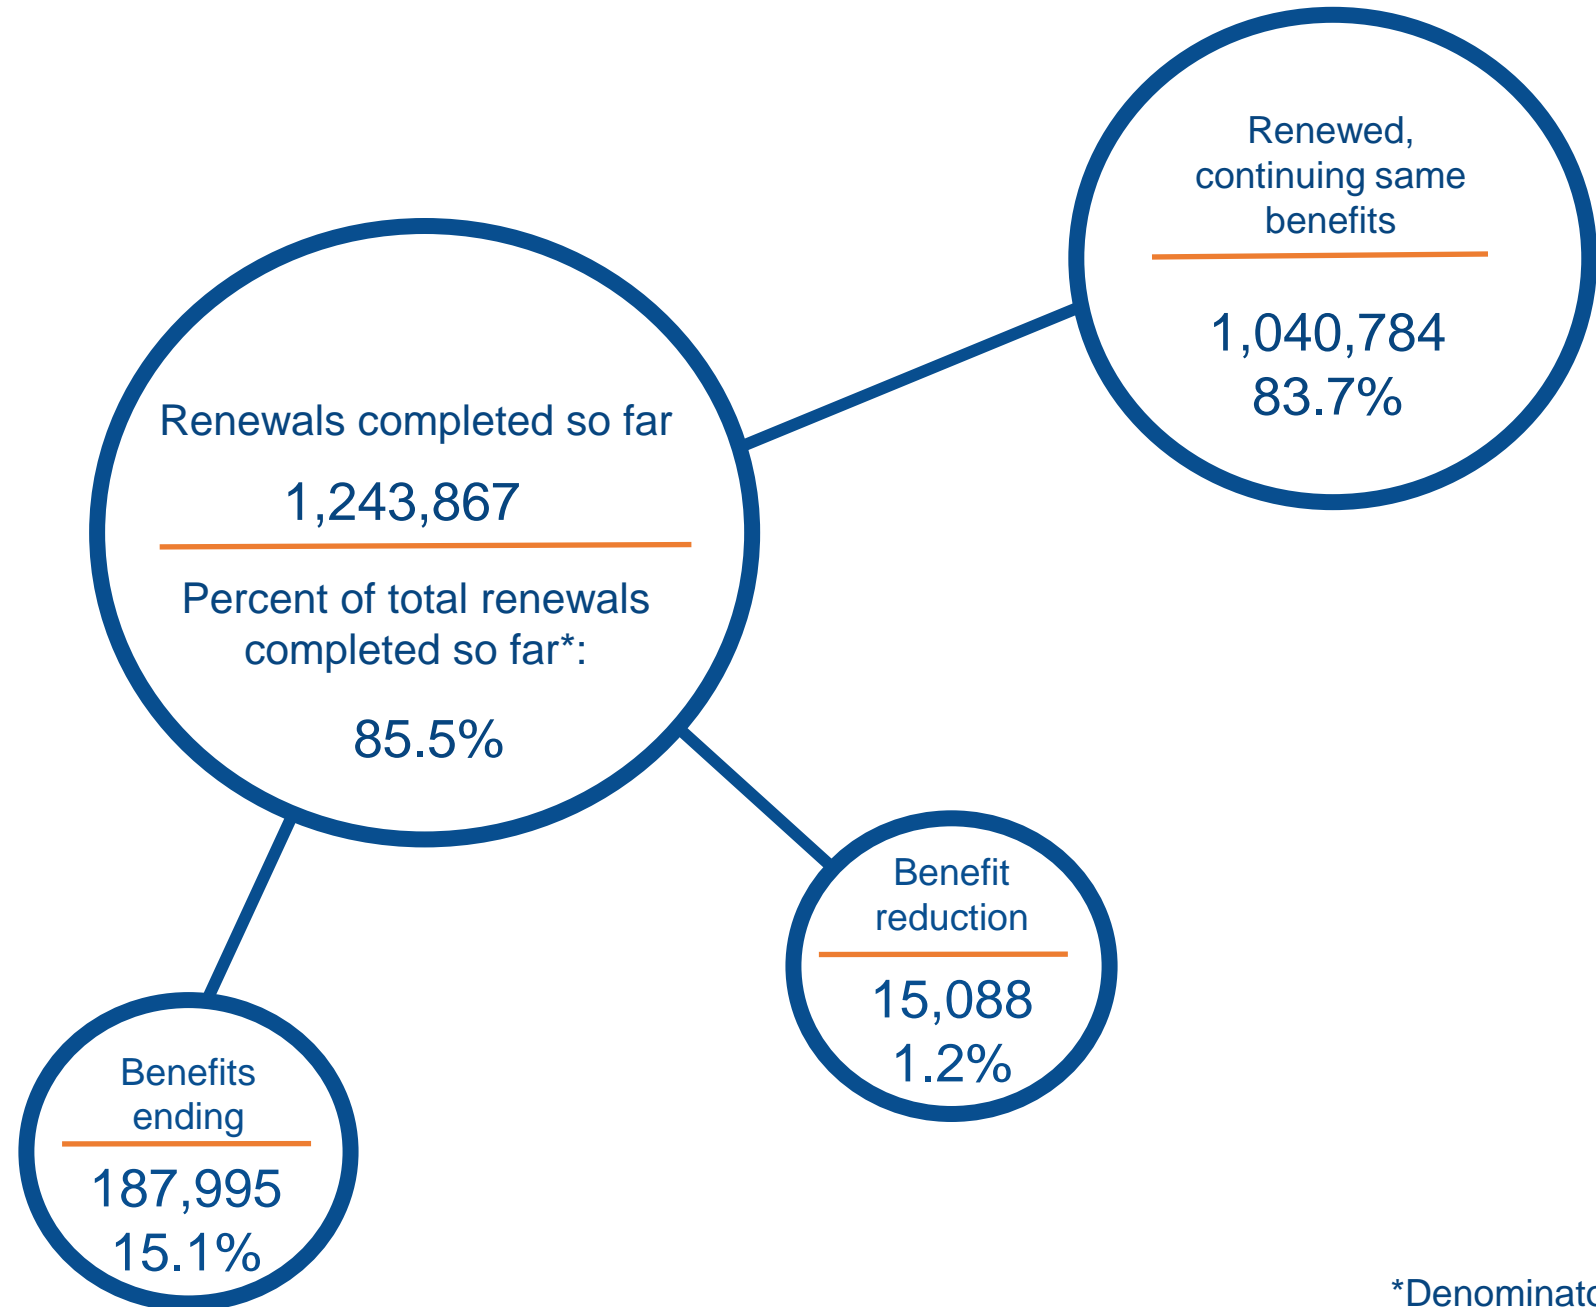 Renewed,
continuing same
benefits
1,040,784
83.7%
Renewals completed so far
1,243,867
Percent of total renewals
completed so far*:
85.5%
Benefit
reduction
15,088
1.2%
Benefits
ending
187,995
15.1%